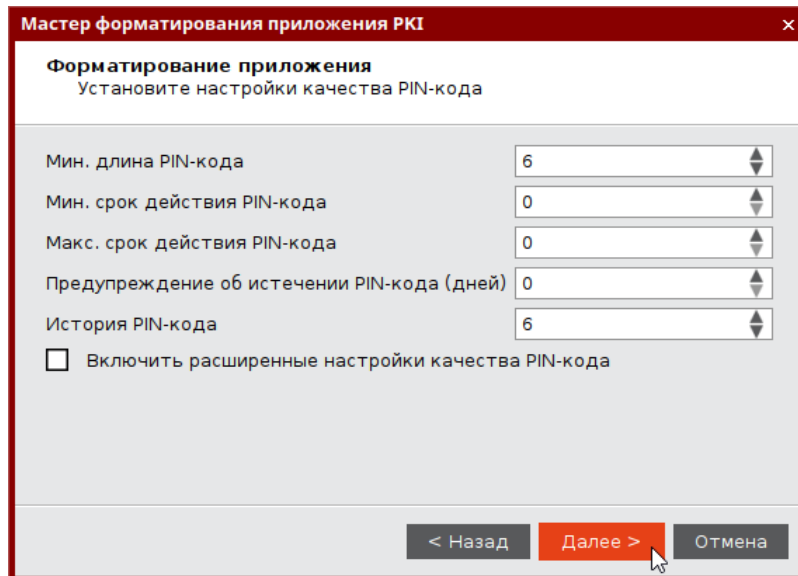 Мастер форматирования приложения PKI ×
Форматирование приложения
Установите настройки качества PIN-кода
Мин. длина PIN-кода 6
Мин. срок действия PIN-кода 0
Макс. срок действия PIN-кода 0
Предупреждение об истечении PIN-кода (дней) 0
История PIN-кода 6
Включить расширенные настройки качества PIN-кода
< Назад Далее > Отмена